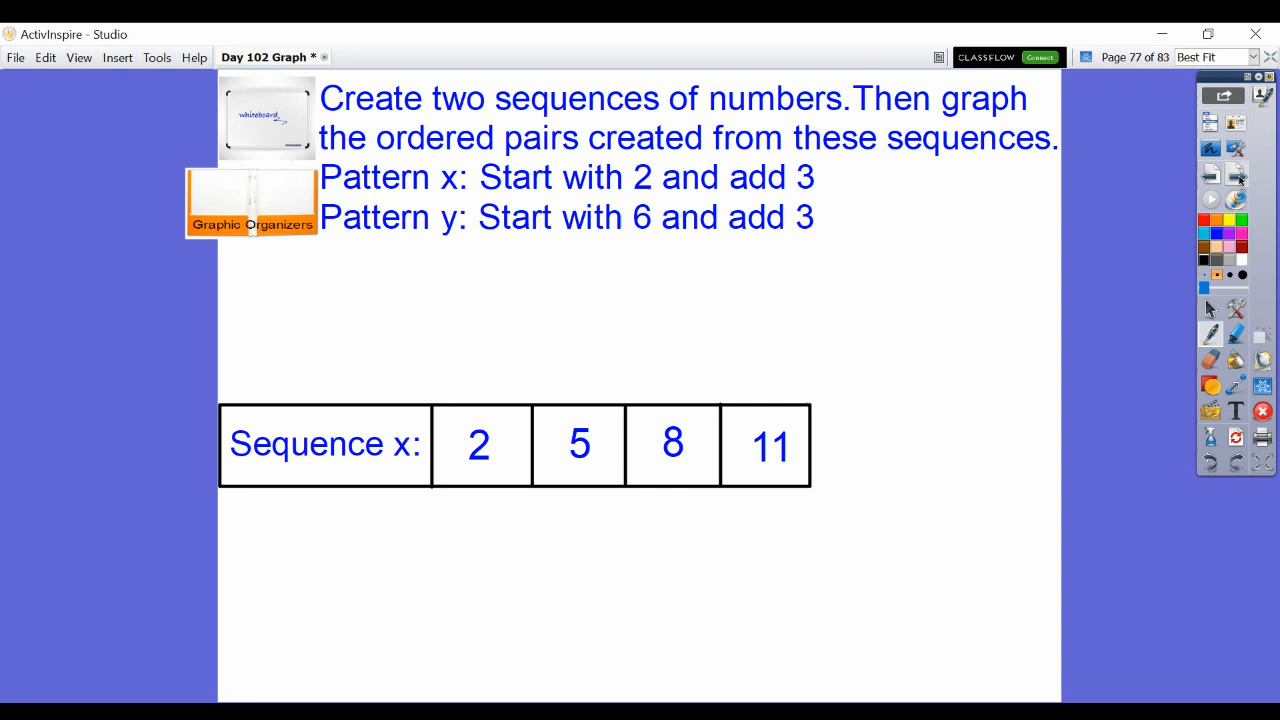 ActivInspire - Studio
File Edit View Insert Tools Help Day 102 Graph * CLASSFLOW Connect Page 77 of 83 Best Fit
whiteboard
Create two sequences of numbers.Then graph
the ordered pairs created from these sequences.
Pattern x: Start with 2 and add 3
Graphic Organizers
Pattern y: Start with 6 and add 3
Sequence x: 2 5 8 11